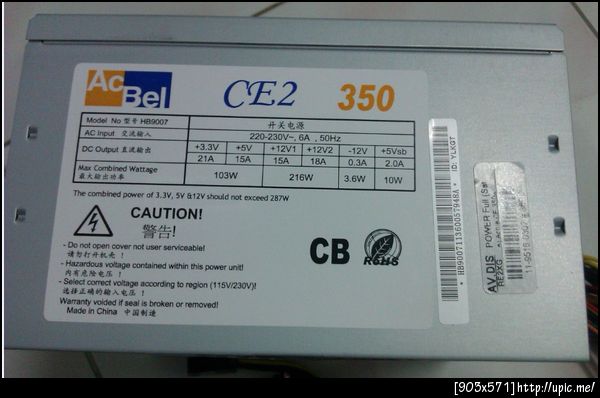 AcBel CE2 350
Model No 型号 HB9007 开关电源
AC Input 交流输入 220-230V~, 6A , 50Hz
DC Output 直流输出 +3.3V +5V +12V1 +12V2 -12V +5Vsb
21A 15A 15A 18A 0.3A 2.0A
Max Combined Wattage 103W 216W 3.6W 10W
最大输出功率
The combined power of 3.3V, 5V &12V should not exceed 287W
CAUTION!
警告!
- Do not open cover not user serviceable!
请勿打开机壳 !
- Hazardous voltage contained within this power unit!
内有危险电压 !
- Select correct voltage according to region (115V/230V)!
选择正确的输入电压 !
Warranty voided if seal is broken or removed!
Made in China 中国制造
CB
RoHS
ID: YLKGT
AV.DIS POWER Full
RE2XG
[903x571]http://upic.me/